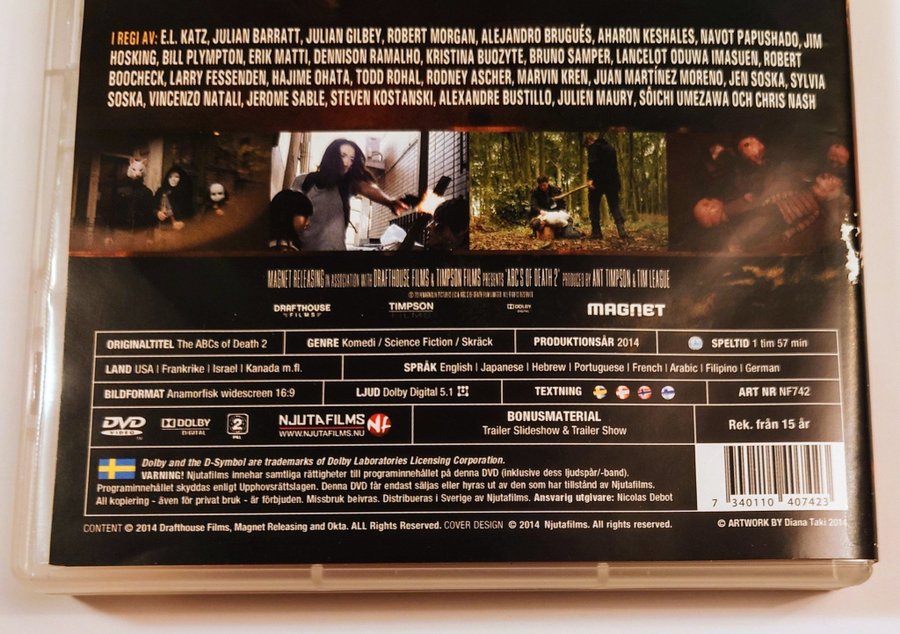 I REGI AV: E.L. KATZ, JULIAN BARRATT, JULIAN GILBEY, ROBERT MORGAN, ALEJANDRO BRUGUÉS, AHARON KESHALES, NAVOT PAPUSHADO, JIM
HOSKING, BILL PLYMPTON, ERIK MATTI, DENNISON RAMALHO, KRISTINA BUOZYTE, BRUNO SAMPER, LANCELOT ODUWA IMASUEN, ROBERT
BOOCHECK, LARRY FESSENDEN, HAJIME OHATA, TODD ROHAL, RODNEY ASCHER, MARVIN KREN, JUAN MARTÍNEZ MORENO, JEN SOSKA, SYLVIA
SOSKA, VINCENZO NATALI, JEROME SABLE, STEVEN KOSTANSKI, ALEXANDRE BUSTILLO, JULIEN MAURY, SÔICHI UMEZAWA OCH CHRIS NASH
MAGNET RELEASING IN ASSOCIATION WITH DRAFTHOUSE FILMS & TIMPSON FILMS PRESENTS "ABC'S OF DEATH 2" PRODUCED BY ANT TIMPSON & TIM LEAGUE
DRAFTHOUSE FILMS TIMPSON FILMS DOLBY DIGITAL MAGNET
ORIGINALTITEL The ABCs of Death 2 GENRE Komedi / Science Fiction / Skräck PRODUKTIONSÅR 2014 SPELTID 1 tim 57 min
LAND USA | Frankrike | Israel | Kanada m.fl. SPRÅK English | Japanese | Hebrew | Portuguese | French | Arabic | Filipino | German
BILDFORMAT Anamorfisk widescreen 16:9 LJUD Dolby Digital 5.1 TEXTNING ART NR NF742
DVD VIDEO TM DOLBY DIGITAL 2 PAL NJUTAFILMS WWW.NJUTAFILMS.NU NF BONUSMATERIAL Rek. från 15 år
Trailer Slideshow & Trailer Show
Dolby and the D-Symbol are trademarks of Dolby Laboratories Licensing Corporation.
VARNING! Njutafilms innehar samtliga rättigheter till programinnehållet på denna DVD (inklusive dess ljudspår/-band).
Programinnehållet skyddas enligt Upphovsrättslagen. Denna DVD får endast säljas eller hyras ut av den som har tillstånd av Njutafilms.
All kopiering - även för privat bruk - är förbjuden. Missbruk beivras. Distribueras i Sverige av Njutafilms. Ansvarig utgivare: Nicolas Debot
7 340110 407423
CONTENT © 2014 Drafthouse Films, Magnet Releasing and Okta. ALL Rights Reserved. COVER DESIGN © 2014 Njutafilms. All rights reserved. © ARTWORK BY Diana Taki 2014